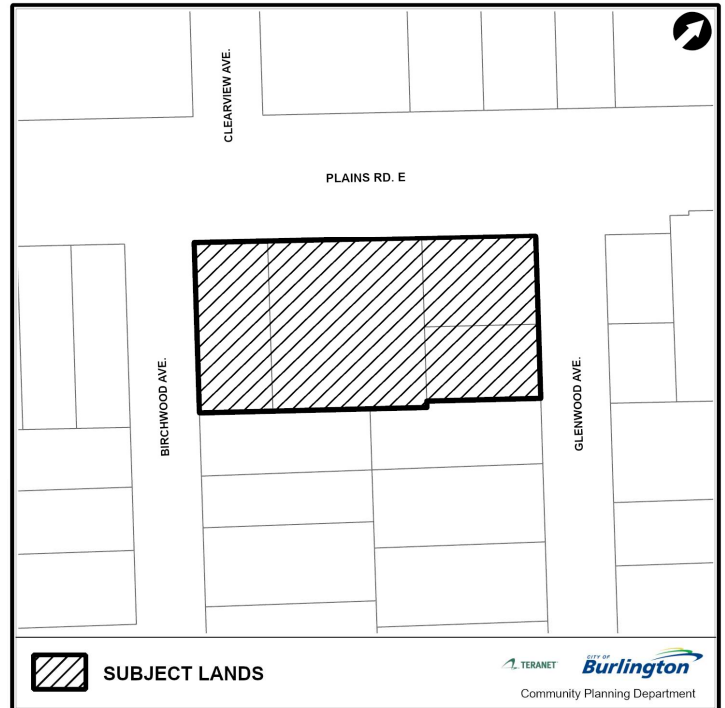 CLEARVIEW AVE.
PLAINS RD. E
BIRCHWOOD AVE.
GLENWOOD AVE.
SUBJECT LANDS
TERANET
CITY OF
Burlington
Community Planning Department